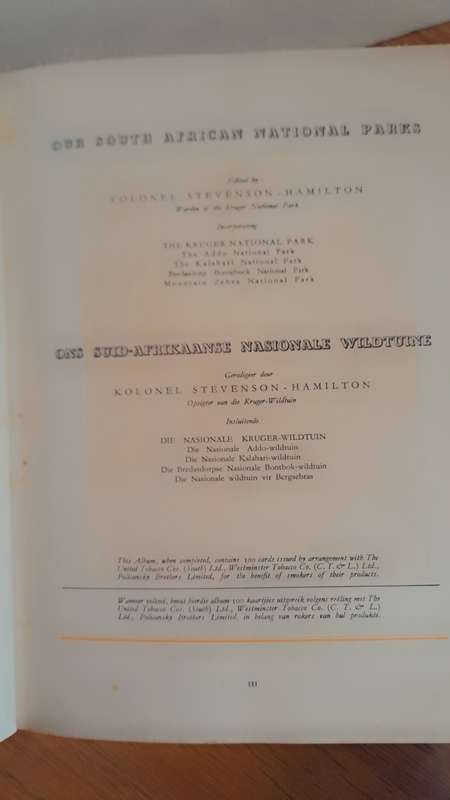 OUR SOUTH AFRICAN NATIONAL PARKS
Edited by
KOLONEL STEVENSON-HAMILTON
Warden of the Kruger National Park
Incorporating
THE KRUGER NATIONAL PARK
The Addo National Park
The Kalahari National Park
Bredasdorp Bontebok National Park
Mountain Zebra National Park
ONS SUID-AFRIKAANSE NASIONALE WILDTUINE
Geredigeer deur
KOLONEL STEVENSON-HAMILTON
Opsigter van die Kruger-Wildtuin
Insluitende
DIE NASIONALE KRUGER-WILDTUIN
Die Nasionale Addo-wildtuin
Die Nasionale Kalahari-wildtuin
Die Bredasdorpse Nasionale Bontbok-wildtuin
Die Nasionale wildtuin vir Bergsebras
This Album, when completed, contains 100 cards issued by arrangement with The
United Tobacco Cos. (South) Ltd., Westminster Tobacco Co. (C. T. & L.) Ltd.,
Policansky Brothers Limited, for the benefit of smokers of their products.
Wanneer voltooi, bevat hierdie album 100 kaartjies uitgereik volgens reëling met The
United Tobacco Cos. (South) Ltd., Westminster Tobacco Co. (C. T. & L.)
Ltd., Policansky Brothers Limited, in belang van rokers van hul produkte.
III